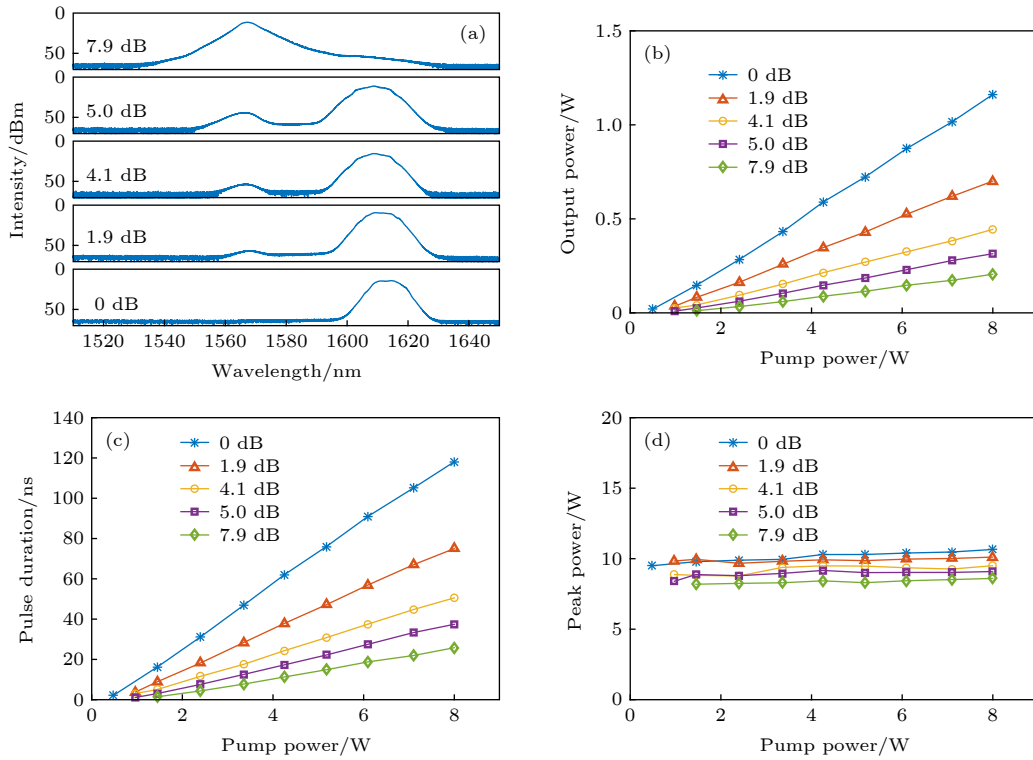 (a)
0
50
7.9 dB
0
50
5.0 dB
0
50
4.1 dB
0
50
1.9 dB
0
50
0 dB
1520 1540 1560 1580 1600 1620 1640
Wavelength/nm
Intensity/dBm
(b)
0 dB
1.9 dB
4.1 dB
5.0 dB
7.9 dB
1.5
1.0
0.5
0
0 2 4 6 8
Pump power/W
Output power/W
(c)
0 dB
1.9 dB
4.1 dB
5.0 dB
7.9 dB
140
120
100
80
60
40
20
0
0 2 4 6 8
Pump power/W
Pulse duration/ns
(d)
0 dB
1.9 dB
4.1 dB
5.0 dB
7.9 dB
20
15
10
5
0
0 2 4 6 8
Pump power/W
Peak power/W